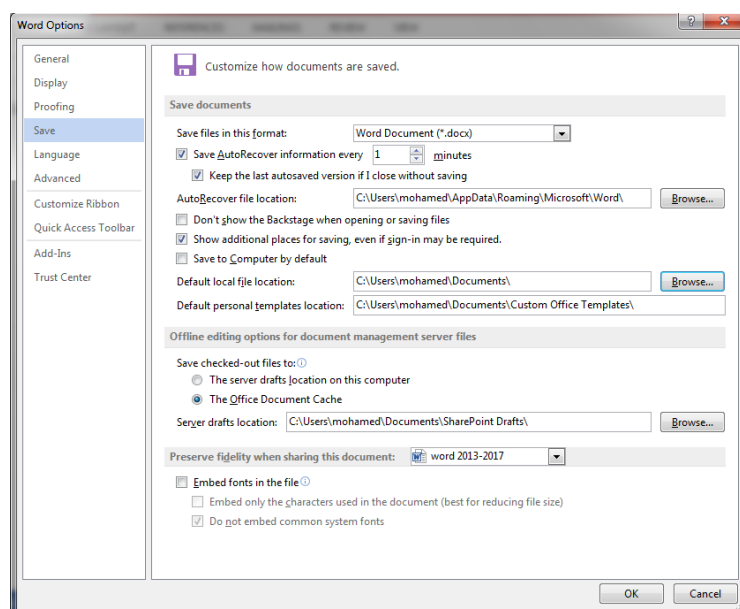 Word Options
General
Display
Proofing
Save
Language
Advanced
Customize Ribbon
Quick Access Toolbar
Add-Ins
Trust Center
Customize how documents are saved.
Save documents
Save files in this format: Word Document (*.docx)
Save AutoRecover information every 1 minutes
Keep the last autosaved version if I close without saving
AutoRecover file location: C:\Users\mohamed\AppData\Roaming\Microsoft\Word\ Browse...
Don't show the Backstage when opening or saving files
Show additional places for saving, even if sign-in may be required.
Save to Computer by default
Default local file location: C:\Users\mohamed\Documents\ Browse...
Default personal templates location: C:\Users\mohamed\Documents\Custom Office Templates\
Offline editing options for document management server files
Save checked-out files to:
The server drafts location on this computer
The Office Document Cache
Server drafts location: C:\Users\mohamed\Documents\SharePoint Drafts\ Browse...
Preserve fidelity when sharing this document: word 2013-2017
Embed fonts in the file
Embed only the characters used in the document (best for reducing file size)
Do not embed common system fonts
OK Cancel